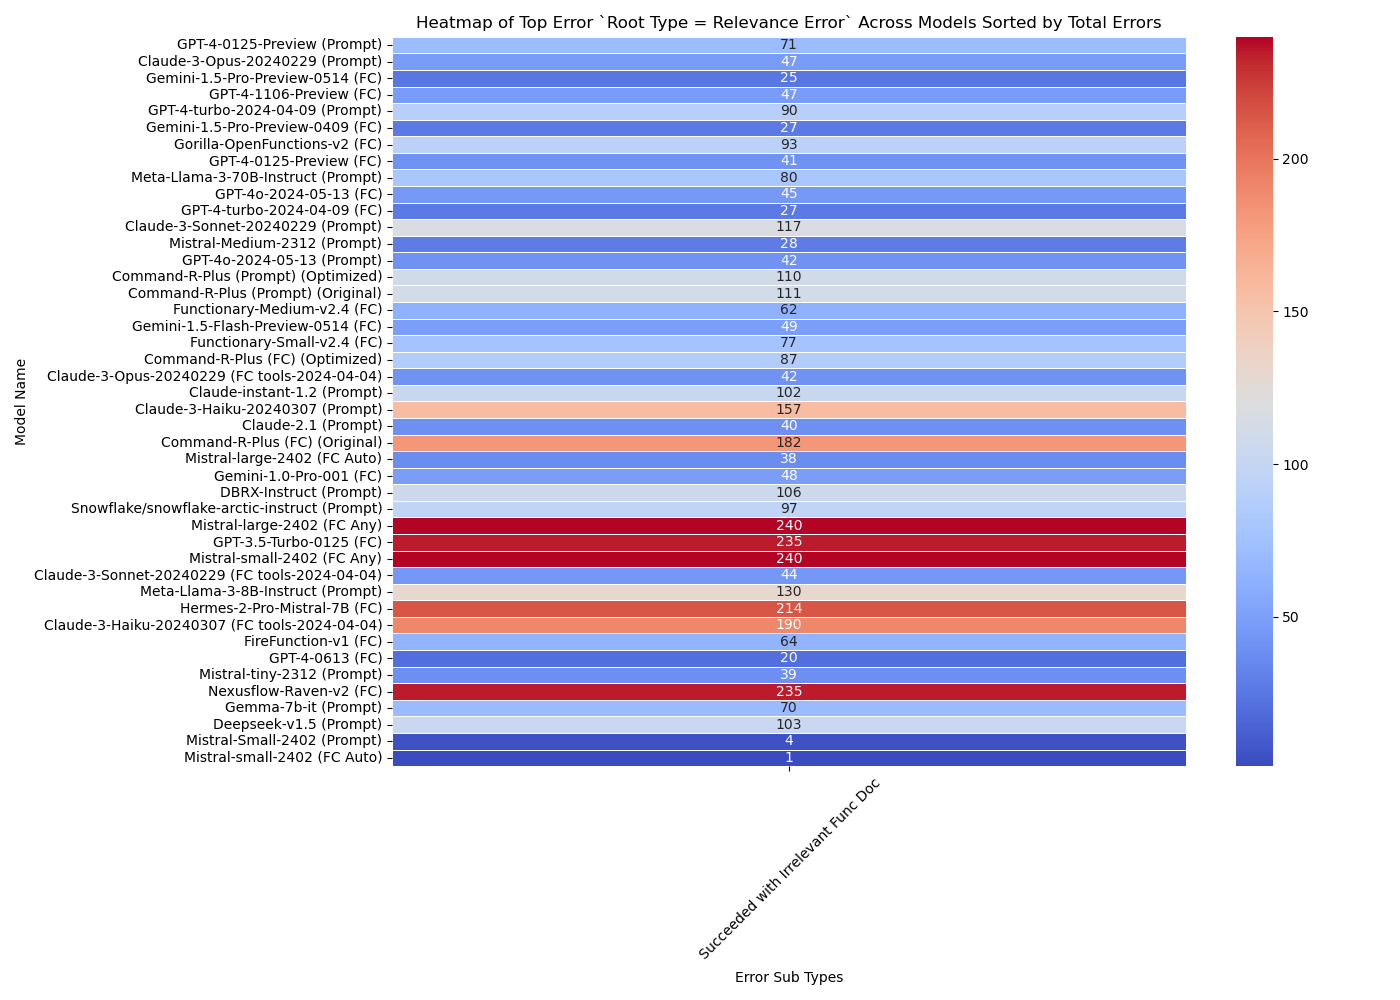 Heatmap of Top Error `Root Type = Relevance Error` Across Models Sorted by Total Errors
Model Name
GPT-4-0125-Preview (Prompt) 71
Claude-3-Opus-20240229 (Prompt) 47
Gemini-1.5-Pro-Preview-0514 (FC) 25
GPT-4-1106-Preview (FC) 47
GPT-4-turbo-2024-04-09 (Prompt) 90
Gemini-1.5-Pro-Preview-0409 (FC) 27
Gorilla-OpenFunctions-v2 (FC) 93
GPT-4-0125-Preview (FC) 41
Meta-Llama-3-70B-Instruct (Prompt) 80
GPT-4o-2024-05-13 (FC) 45
GPT-4-turbo-2024-04-09 (FC) 27
Claude-3-Sonnet-20240229 (Prompt) 117
Mistral-Medium-2312 (Prompt) 28
GPT-4o-2024-05-13 (Prompt) 42
Command-R-Plus (Prompt) (Optimized) 110
Command-R-Plus (Prompt) (Original) 111
Functionary-Medium-v2.4 (FC) 62
Gemini-1.5-Flash-Preview-0514 (FC) 49
Functionary-Small-v2.4 (FC) 77
Command-R-Plus (FC) (Optimized) 87
Claude-3-Opus-20240229 (FC tools-2024-04-04) 42
Claude-instant-1.2 (Prompt) 102
Claude-3-Haiku-20240307 (Prompt) 157
Claude-2.1 (Prompt) 40
Command-R-Plus (FC) (Original) 182
Mistral-large-2402 (FC Auto) 38
Gemini-1.0-Pro-001 (FC) 48
DBRX-Instruct (Prompt) 106
Snowflake/snowflake-arctic-instruct (Prompt) 97
Mistral-large-2402 (FC Any) 240
GPT-3.5-Turbo-0125 (FC) 235
Mistral-small-2402 (FC Any) 240
Claude-3-Sonnet-20240229 (FC tools-2024-04-04) 44
Meta-Llama-3-8B-Instruct (Prompt) 130
Hermes-2-Pro-Mistral-7B (FC) 214
Claude-3-Haiku-20240307 (FC tools-2024-04-04) 190
FireFunction-v1 (FC) 64
GPT-4-0613 (FC) 20
Mistral-tiny-2312 (Prompt) 39
Nexusflow-Raven-v2 (FC) 235
Gemma-7b-it (Prompt) 70
Deepseek-v1.5 (Prompt) 103
Mistral-Small-2402 (Prompt) 4
Mistral-small-2402 (FC Auto) 1
Succeeded with Irrelevant Func Doc
Error Sub Types
200
150
100
50